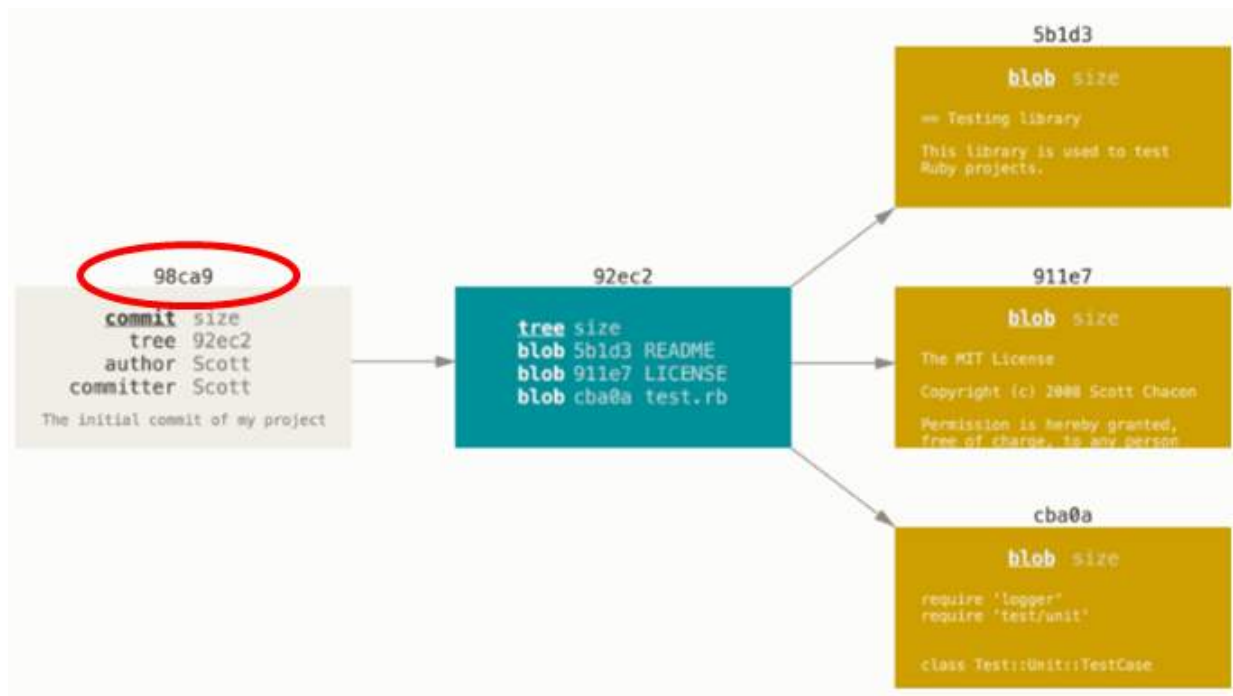 5b1d3
blob size
== Testing library
This library is used to test
Ruby projects.
98ca9
commit size
tree 92ec2
author Scott
committer Scott
The initial commit of my project
92ec2
tree size
blob 5b1d3 README
blob 911e7 LICENSE
blob cba0a test.rb
911e7
blob size
The MIT License
Copyright (c) 2008 Scott Chacon
Permission is hereby granted,
free of charge, to any person
cba0a
blob size
require 'logger'
require 'test/unit'
class Test::Unit::TestCase